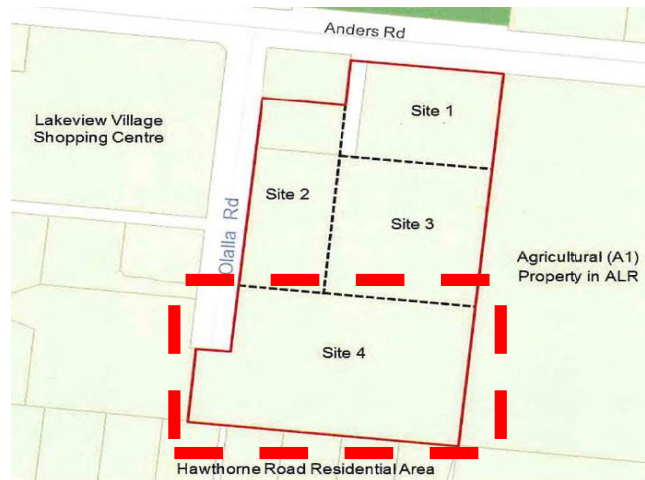 Anders Rd
Site 1
Lakeview Village
Shopping Centre
Olalla Rd
Site 2
Site 3
Agricultural (A1)
Property in ALR
Site 4
Hawthorne Road Residential Area